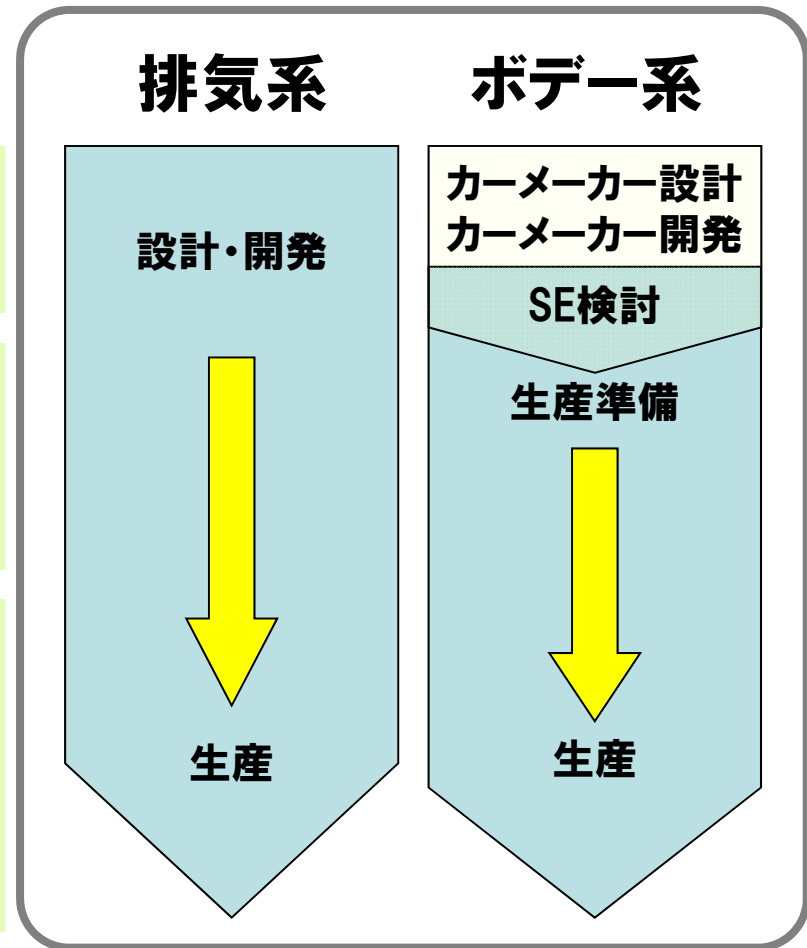 排気系
設計・開発
生産
ボデー系
カーメーカー設計
カーメーカー開発
SE検討
生産準備
生産